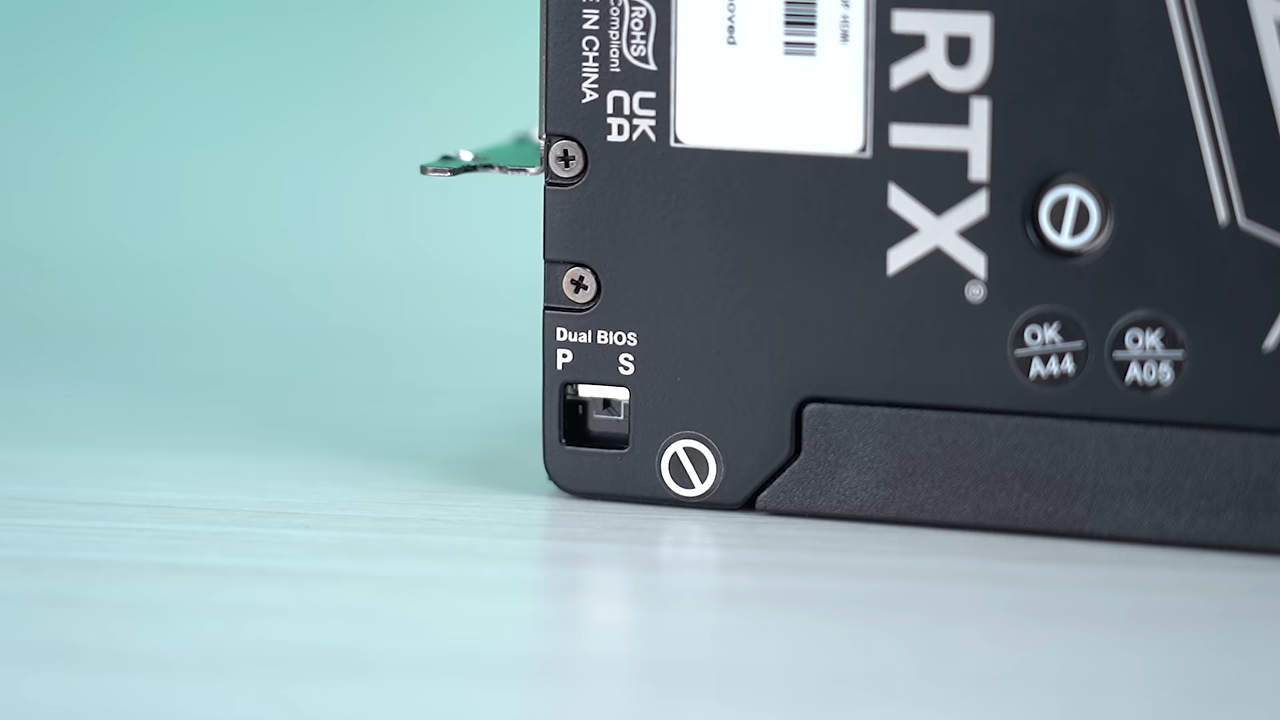 E IN CHINA
RoHS
Compliant
UK
CA
oved
RTX
®
Dual BIOS
P S
OK
A44
OK
A05